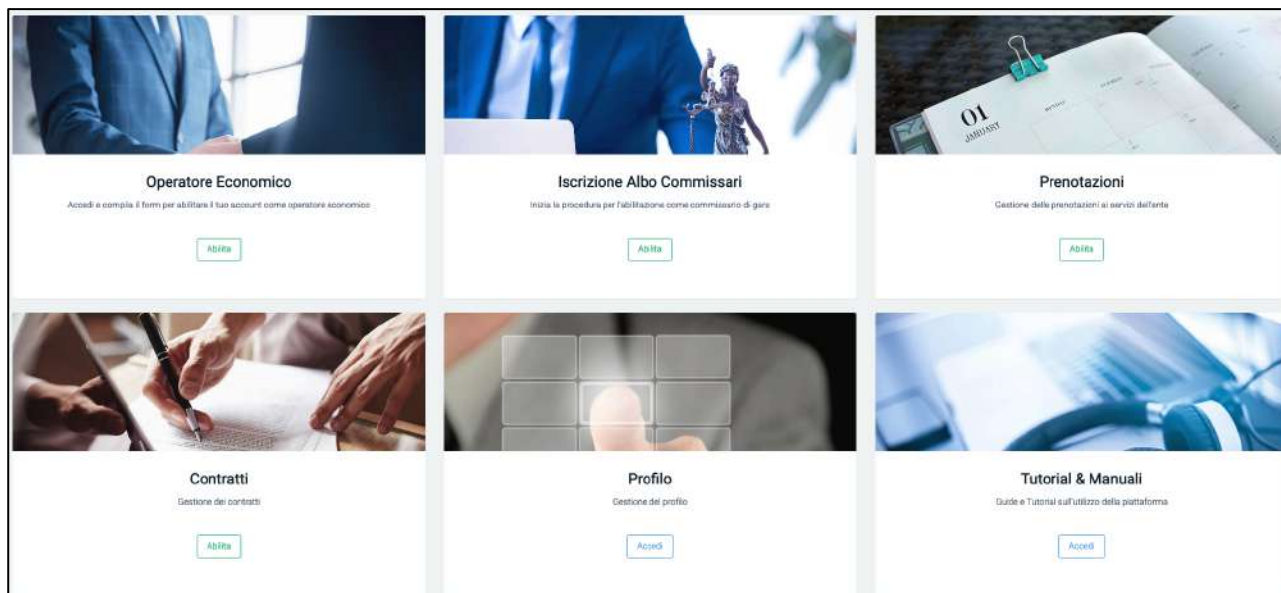 01
JANUARY
Operatore Economico
Accedi e compila il form per abilitare il tuo account come operatore economico
Abilita
Iscrizione Albo Commissari
Inizia la procedura per l'abilitazione come commissario di gara
Abilita
Prenotazioni
Gestione delle prenotazioni ai servizi dell'ente
Abilita
Contratti
Gestione dei contratti
Abilita
Profilo
Gestione del profilo
Accedi
Tutorial & Manuali
Guide e Tutorial sull'utilizzo della piattaforma
Accedi